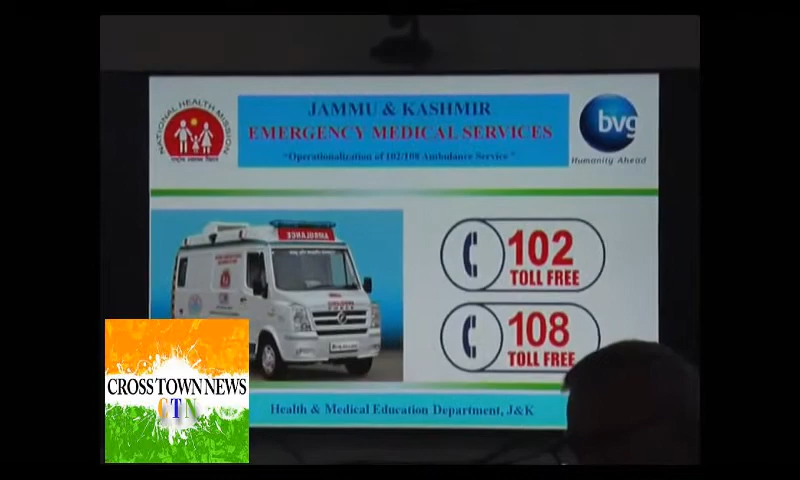 JAMMU & KASHMIR
EMERGENCY MEDICAL SERVICES
"Operationalization of 102/108 Ambulance Service"
NATIONAL HEALTH MISSION
bvg
Humanity Ahead
AMBULANCE
102
TOLL FREE
108
TOLL FREE
CROSS TOWN NEWS
CTN
Health & Medical Education Department, J&K